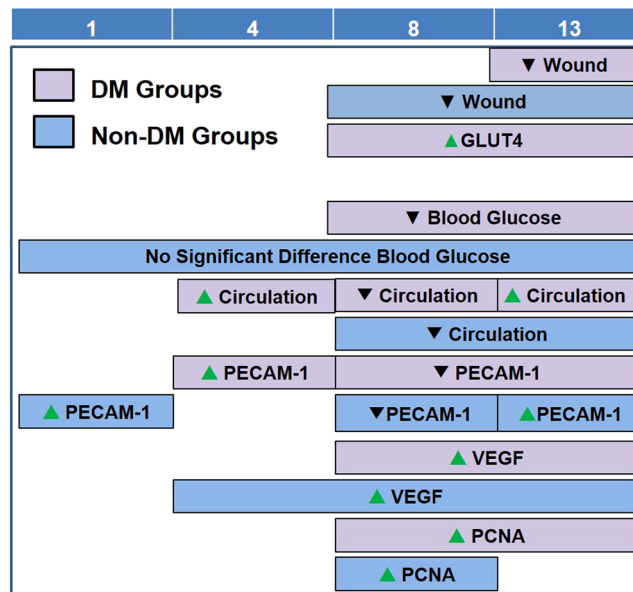 1 4 8 13
▼ Wound
DM Groups
▼ Wound
Non-DM Groups
▲GLUT4
▼ Blood Glucose
No Significant Difference Blood Glucose
▲ Circulation ▼ Circulation ▲ Circulation
▼ Circulation
▲ PECAM-1 ▼ PECAM-1
▲ PECAM-1 ▼PECAM-1 ▲PECAM-1
▲ VEGF
▲ VEGF
▲ PCNA
▲ PCNA